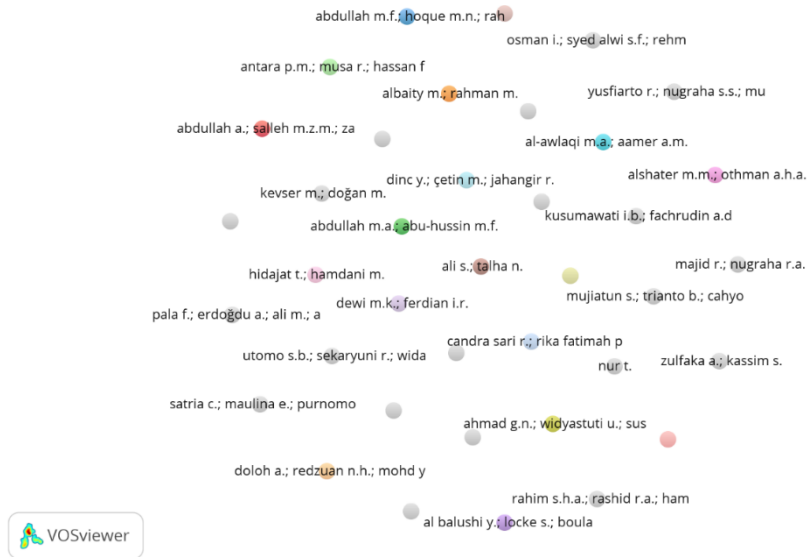 abdullah m.f.; hoque m.n.; rah
osman i.; syed alwi s.f.; rehm
antara p.m.; musa r.; hassan f
albaity m.; rahman m.
yusfiarto r.; nugraha s.s.; mu
abdullah a.; salleh m.z.m.; za
al-awlaqi m.a.; aamer a.m.
dinc y.; çetin m.; jahangir r.
alshater m.m.; othman a.h.a.
kevser m.; doğan m.
kusumawati i.b.; fachrudin a.d
abdullah m.a.; abu-hussin m.f.
ali s.; talha n.
majid r.; nugraha r.a.
hidajat t.; hamdani m.
mujiatun s.; trianto b.; cahyo
dewi m.k.; ferdian i.r.
pala f.; erdoğdu a.; ali m.; a
candra sari r.; rika fatimah p
utomo s.b.; sekaryuni r.; wida
nur t.
zulfaka a.; kassim s.
satria c.; maulina e.; purnomo
ahmad g.n.; widyastuti u.; sus
doloh a.; redzuan n.h.; mohd y
rahim s.h.a.; rashid r.a.; ham
al balushi y.; locke s.; boula
VOSviewer